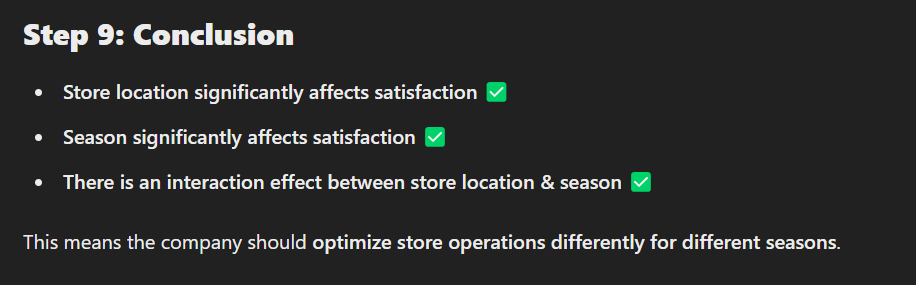 Step 9: Conclusion
• Store location significantly affects satisfaction ✅
• Season significantly affects satisfaction ✅
• There is an interaction effect between store location & season ✅
This means the company should optimize store operations differently for different seasons.